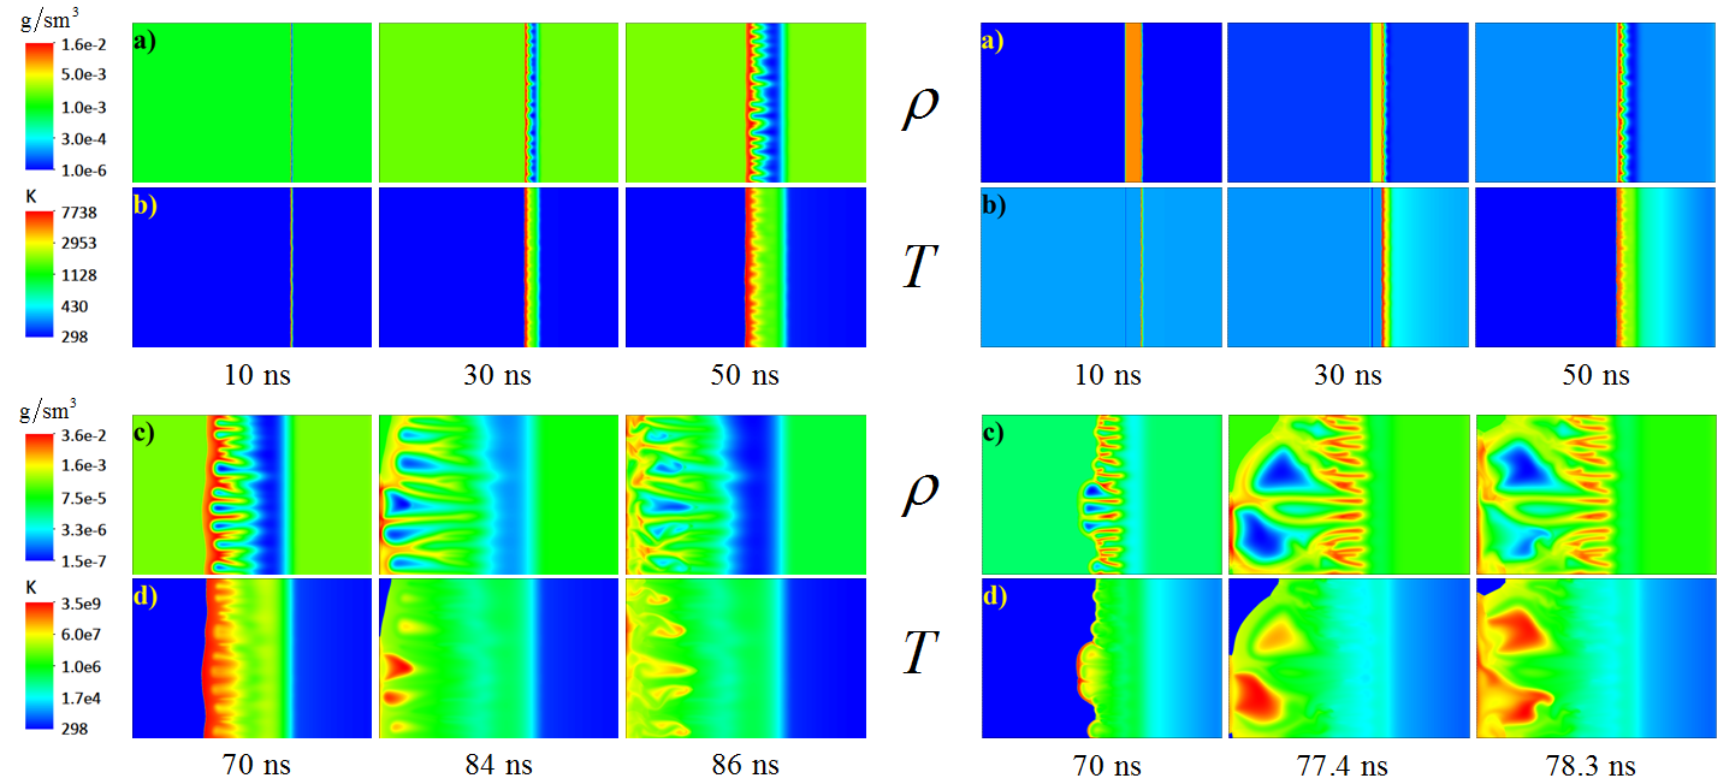 g/sm³
1.6e-2
5.0e-3
1.0e-3
3.0e-4
1.0e-6
a)
ρ
a)
K
7738
2953
1128
430
298
b)
T
b)
10 ns 30 ns 50 ns
10 ns 30 ns 50 ns
g/sm³
3.6e-2
1.6e-3
7.5e-5
3.3e-6
1.5e-7
c)
ρ
c)
K
3.5e9
6.0e7
1.0e6
1.7e4
298
d)
T
d)
70 ns 84 ns 86 ns
70 ns 77.4 ns 78.3 ns